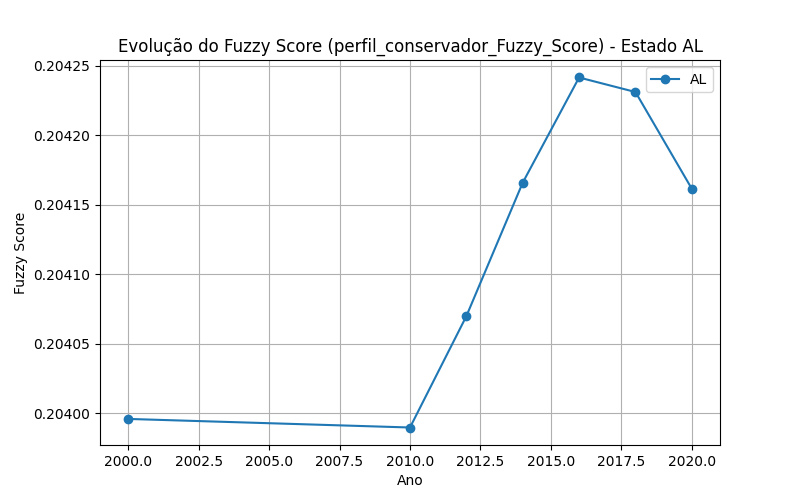 Evolução do Fuzzy Score (perfil_conservador_Fuzzy_Score) - Estado AL
AL
Fuzzy Score
0.20425
0.20420
0.20415
0.20410
0.20405
0.20400
2000.0 2002.5 2005.0 2007.5 2010.0 2012.5 2015.0 2017.5 2020.0
Ano